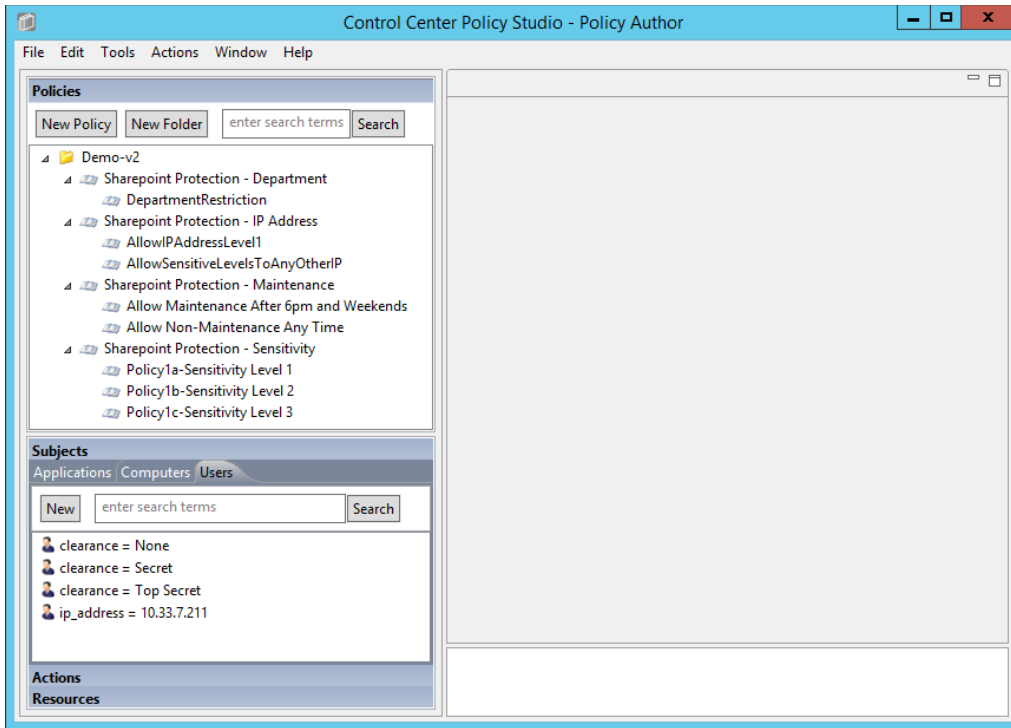 Control Center Policy Studio - Policy Author
File Edit Tools Actions Window Help
Policies
New Policy New Folder enter search terms Search
Demo-v2
Sharepoint Protection - Department
DepartmentRestriction
Sharepoint Protection - IP Address
AllowIPAddressLevel1
AllowSensitiveLevelsToAnyOtherIP
Sharepoint Protection - Maintenance
Allow Maintenance After 6pm and Weekends
Allow Non-Maintenance Any Time
Sharepoint Protection - Sensitivity
Policy1a-Sensitivity Level 1
Policy1b-Sensitivity Level 2
Policy1c-Sensitivity Level 3
Subjects
Applications Computers Users
New enter search terms Search
clearance = None
clearance = Secret
clearance = Top Secret
ip_address = 10.33.7.211
Actions
Resources